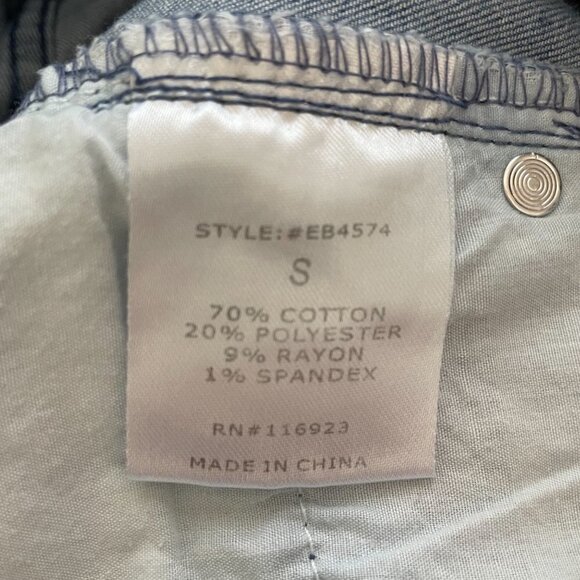 STYLE:#EB4574
S
70% COTTON
20% POLYESTER
9% RAYON
1% SPANDEX
RN#116923
MADE IN CHINA